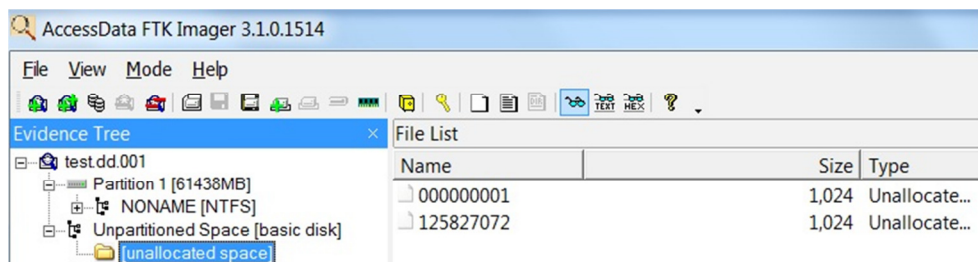 AccessData FTK Imager 3.1.0.1514
File View Mode Help
TEXT HEX ?
Evidence Tree × File List
test.dd.001
Partition 1 [61438MB]
NONAME [NTFS]
Unpartitioned Space [basic disk]
[unallocated space]
Name Size Type
000000001 1,024 Unallocate...
125827072 1,024 Unallocate...